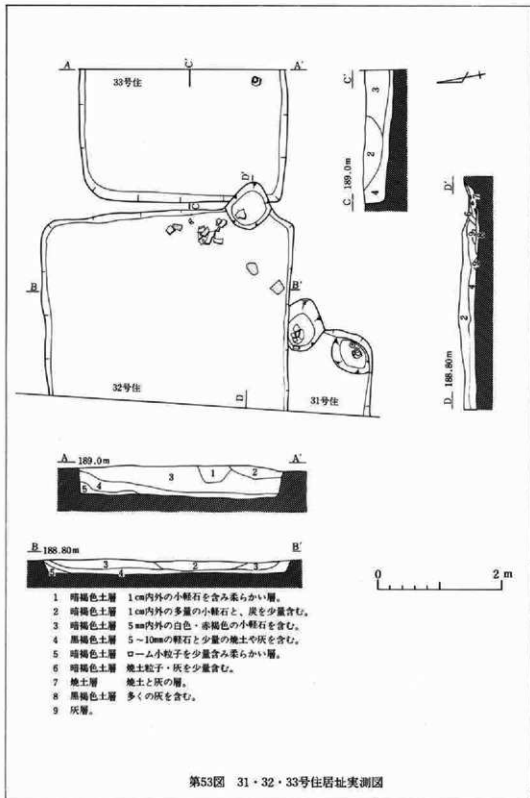 A C' A'
33号住
D'
C
B B'
32号住 D 31号住
C' 3 2 4 C 189.0m
D' 4 2 D 188.80m
A 189.0m A'
5 4 3 1 2
B 188.80m B'
5 3 4 2 3
0 2m
1 暗褐色土層 1cm内外の小軽石を含み柔らかい層。
2 暗褐色土層 1cm内外の多量の小軽石と、炭を少量含む。
3 暗褐色土層 5mm内外の白色・赤褐色の小軽石を含む。
4 黒褐色土層 5~10mmの軽石と少量の焼土や灰を含む。
5 暗褐色土層 ローム小粒子を少量含み柔らかい層。
6 暗褐色土層 焼土粒子・灰を少量含む。
7 焼土層 焼土と灰の層。
8 黒褐色土層 多くの灰を含む。
9 灰層。
第53図 31・32・33号住居址実測図